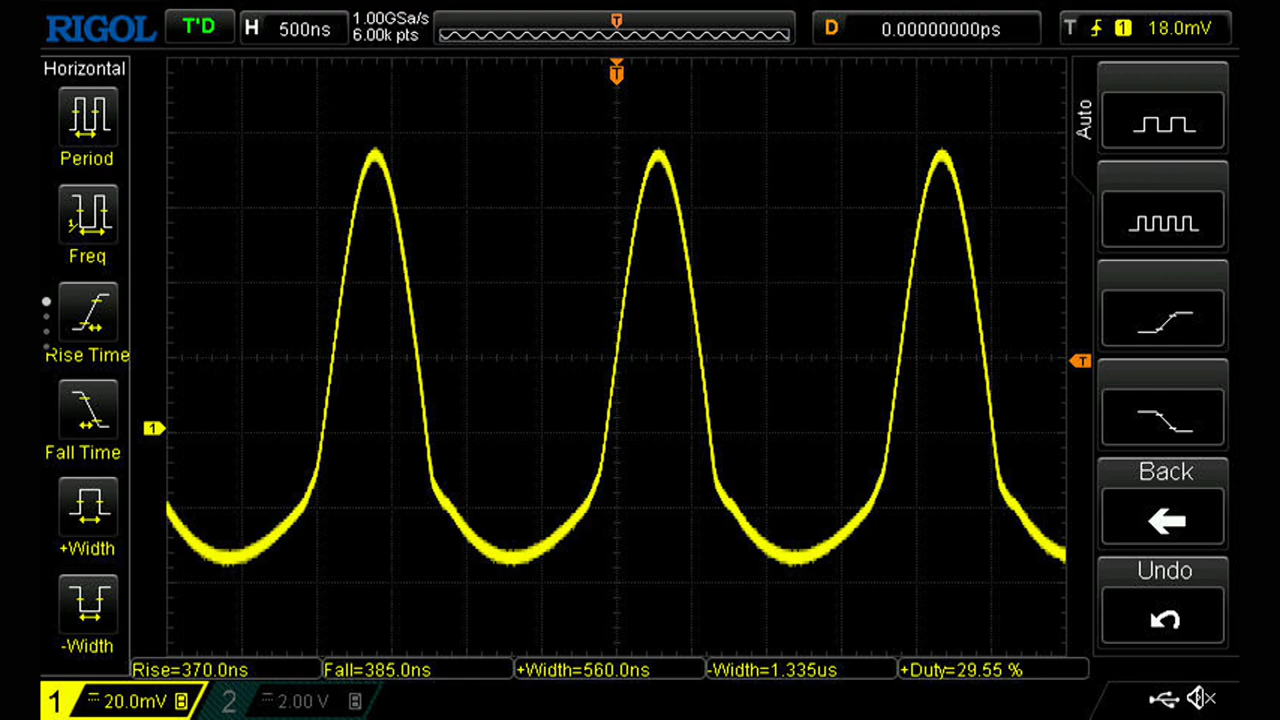 RIGOL T'D H 500ns 1.00GSa/s 6.00k pts T D 0.00000000ps T 1 18.0mV
Horizontal
T
Period
Freq
Rise Time
Fall Time
+Width
-Width
1
T
Auto
Back
Undo
Rise=370.0ns Fall=385.0ns +Width=560.0ns -Width=1.335us +Duty=29.55 %
1 20.0mV B 2 2.00 V B